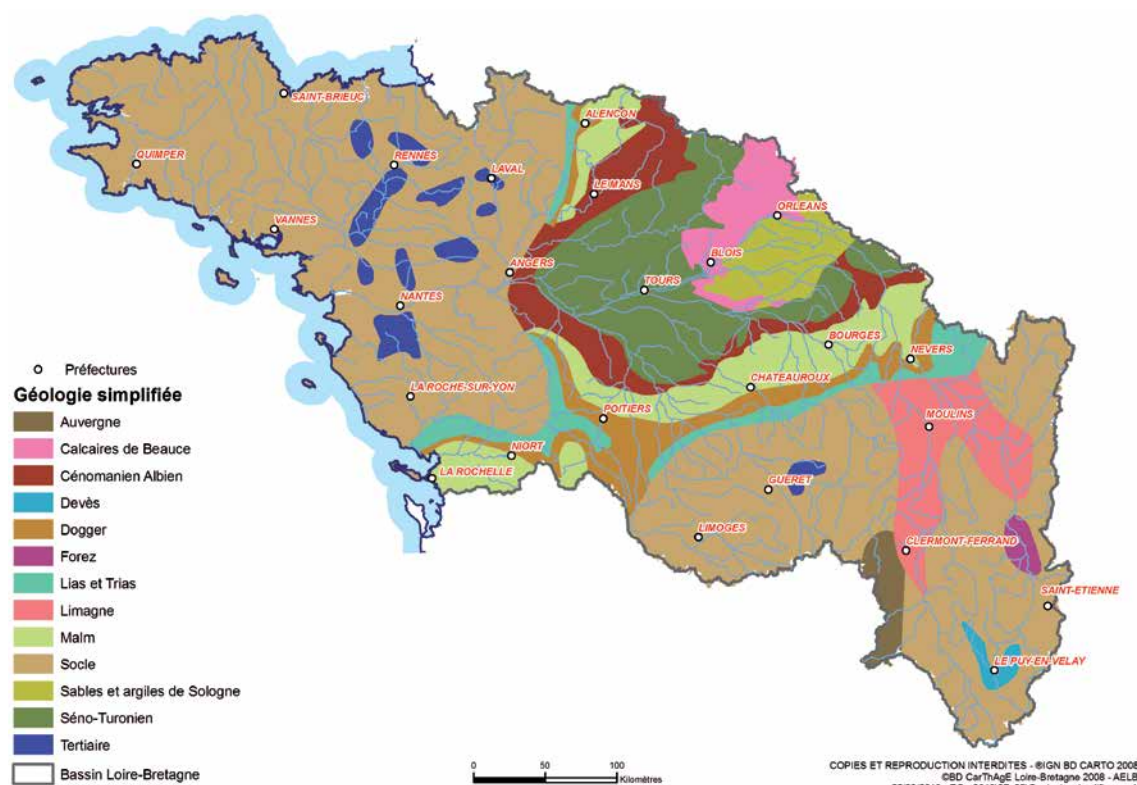 SAINT-BRIEUC
ALENÇON
QUIMPER
RENNES
LAVAL
LE MANS
ORLEANS
VANNES
BLOIS
ANGERS
TOURS
NANTES
BOURGES
NEVERS
CHATEAUROUX
LA ROCHE-SUR-YON
POITIERS
MOULINS
NIORT
LA ROCHELLE
GUERET
LIMOGES
CLERMONT-FERRAND
SAINT-ETIENNE
LE PUY-EN-VELAY
Préfectures
Géologie simplifiée
Auvergne
Calcaires de Beauce
Cénomanien Albien
Devès
Dogger
Forez
Lias et Trias
Limagne
Malm
Socle
Sables et argiles de Sologne
Séno-Turonien
Tertiaire
Bassin Loire-Bretagne
0 50 100
Kilomètres
COPIES ET REPRODUCTION INTERDITES - ®IGN BD CARTO 2008
©BD CarThAgE Loire-Bretagne 2008 - AELB